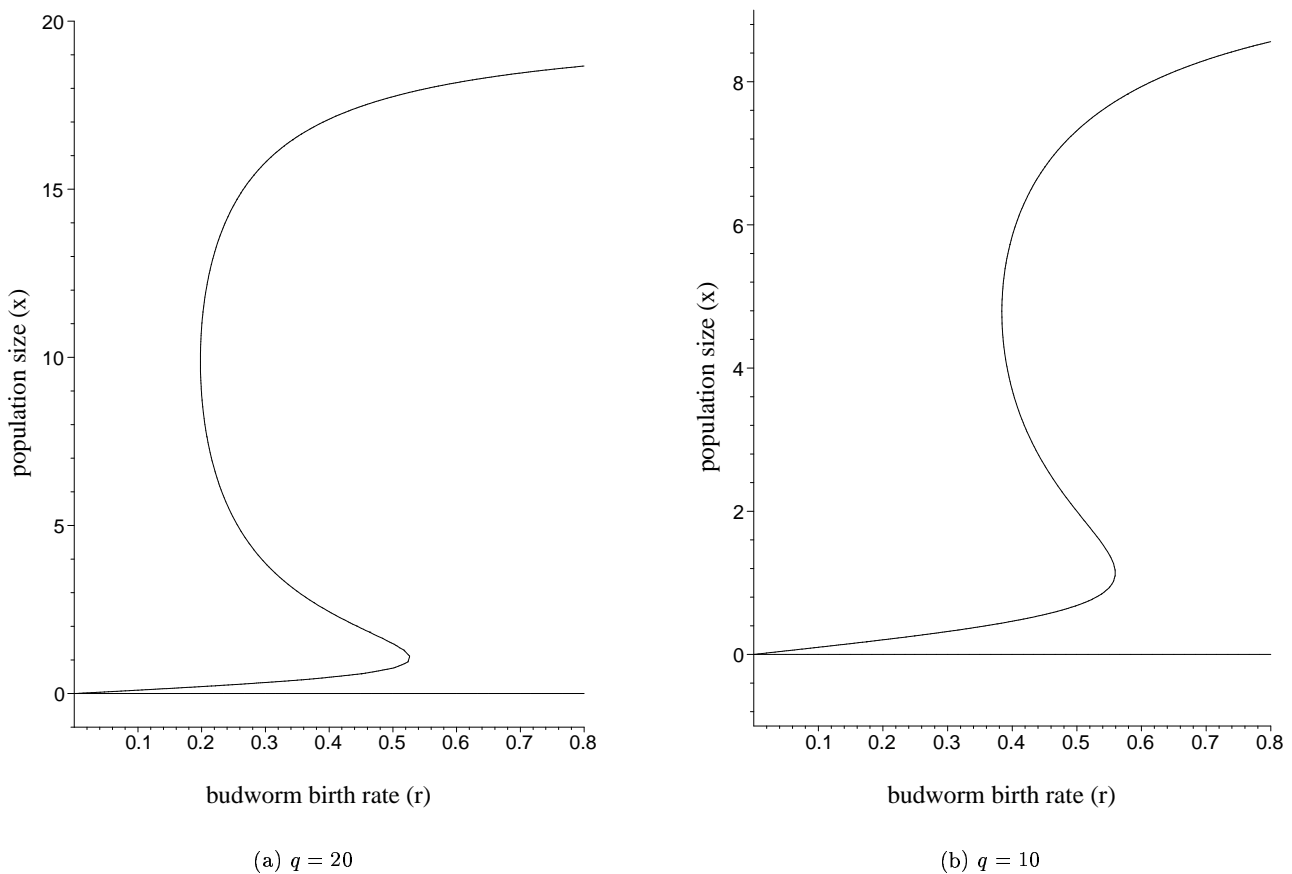 20
15
10
5
0
population size (x)
0.1 0.2 0.3 0.4 0.5 0.6 0.7 0.8
budworm birth rate (r)
(a) q = 20
8
6
4
2
0
population size (x)
0.1 0.2 0.3 0.4 0.5 0.6 0.7 0.8
budworm birth rate (r)
(b) q = 10